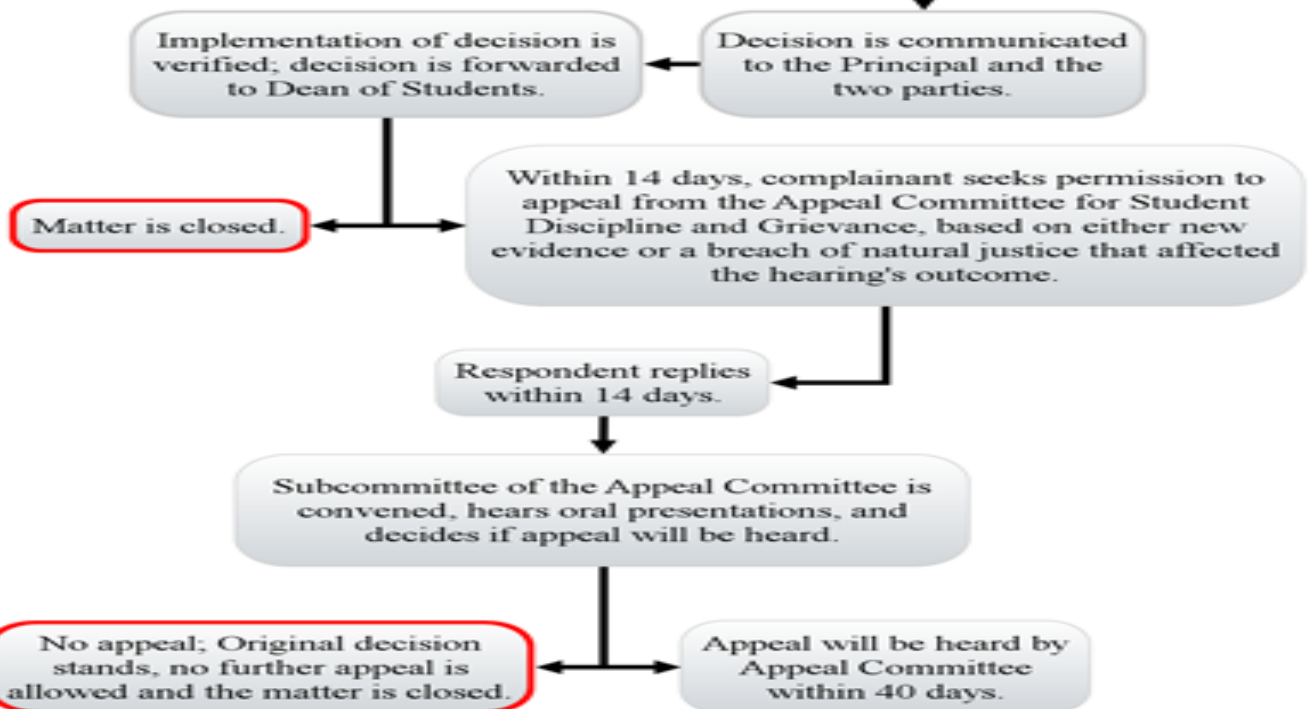 Implementation of decision is
verified; decision is forwarded
to Dean of Students.
Decision is communicated
to the Principal and the
two parties.
Matter is closed.
Within 14 days, complainant seeks permission to
appeal from the Appeal Committee for Student
Discipline and Grievance, based on either new
evidence or a breach of natural justice that affected
the hearing's outcome.
Respondent replies
within 14 days.
Subcommittee of the Appeal Committee is
convened, hears oral presentations, and
decides if appeal will be heard.
No appeal; Original decision
stands, no further appeal is
allowed and the matter is closed.
Appeal will be heard by
Appeal Committee
within 40 days.